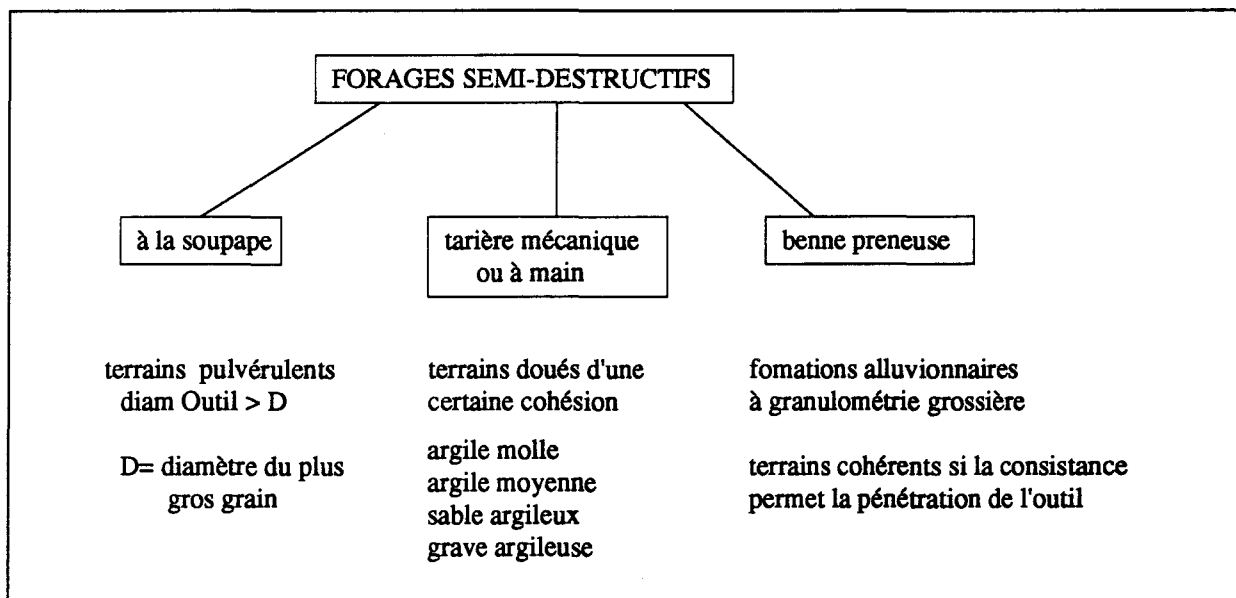 FORAGES SEMI-DESTRUCTIFS
à la soupape
tarière mécanique
ou à main
benne preneuse
terrains pulvérulents
diam Outil > D
D= diamètre du plus
gros grain
terrains doués d'une
certaine cohésion
argile molle
argile moyenne
sable argileux
grave argileuse
fomations alluvionnaires
à granulométrie grossière
terrains cohérents si la consistance
permet la pénétration de l'outil